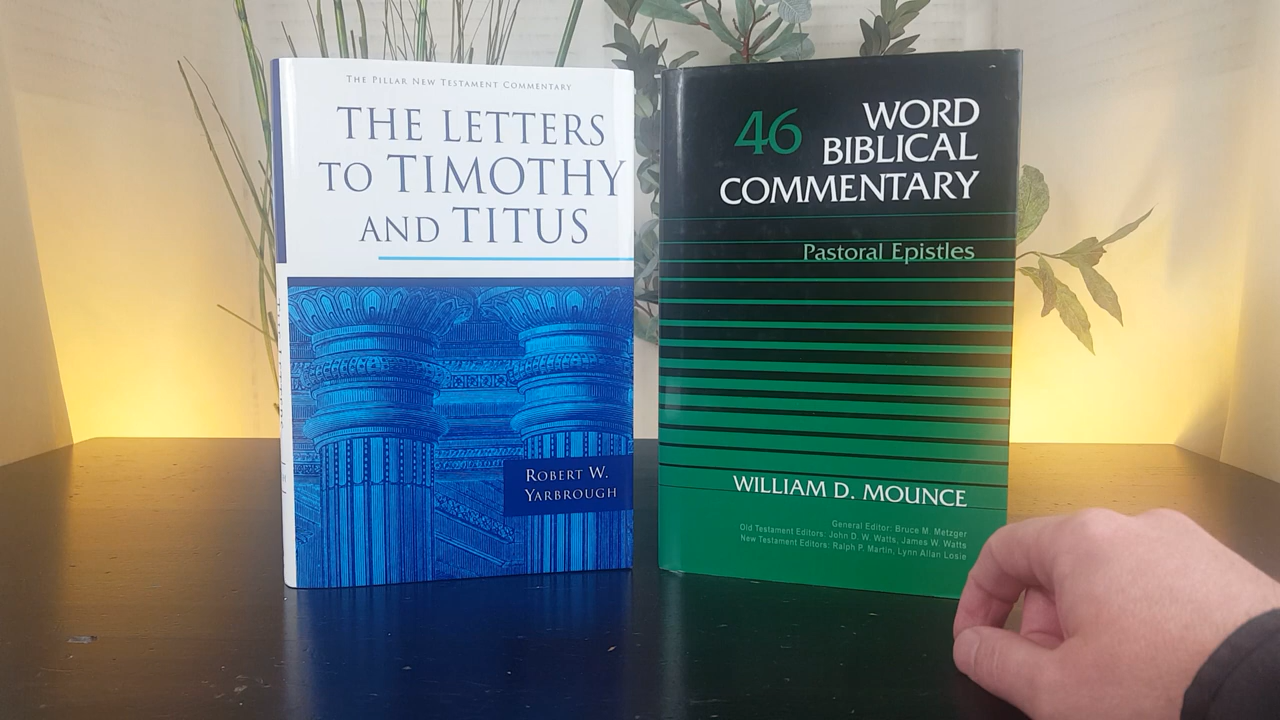 THE PILLAR NEW TESTAMENT COMMENTARY
THE LETTERS
TO TIMOTHY
AND TITUS
ROBERT W.
YARBROUGH
46
WORD
BIBLICAL
COMMENTARY
Pastoral Epistles
WILLIAM D. MOUNCE
General Editor: Bruce M. Metzger
Old Testament Editors: John D. W. Watts, James W. Watts
New Testament Editors: Ralph P. Martin, Lynn Allan Losie